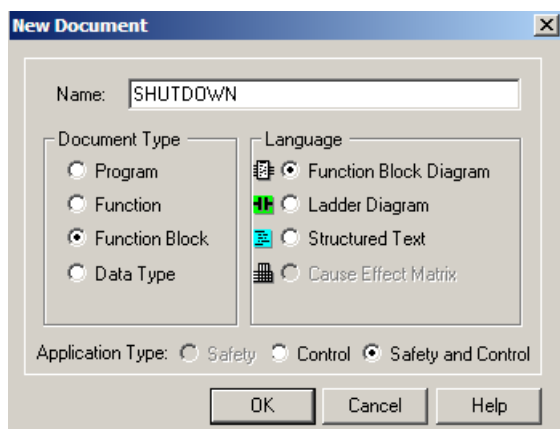 New Document
Name: SHUTDOWN
Document Type
Program
Function
Function Block
Data Type
Language
Function Block Diagram
Ladder Diagram
Structured Text
Cause Effect Matrix
Application Type: Safety Control Safety and Control
OK Cancel Help